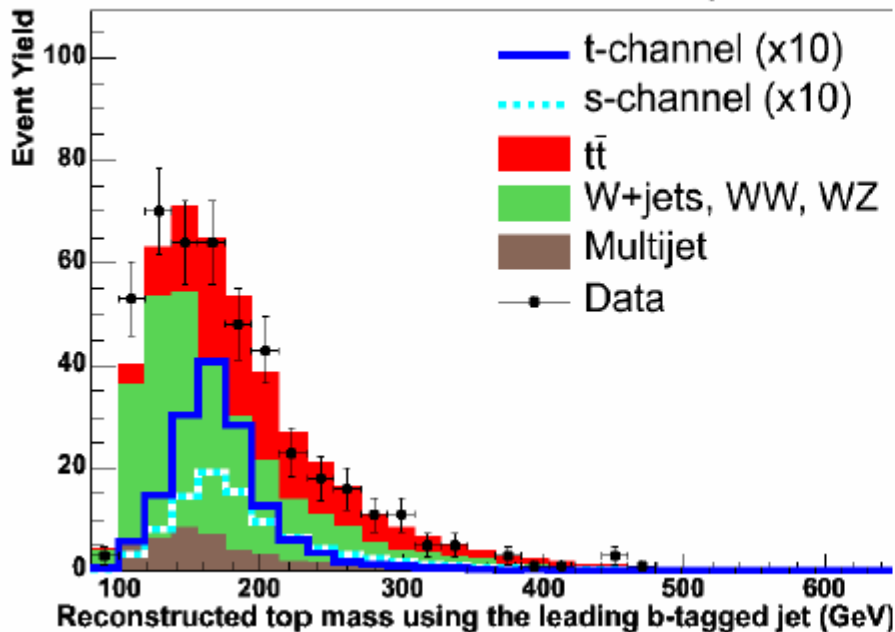 Event Yield
100
80
60
40
20
0
t-channel (x10)
s-channel (x10)
tt̄
W+jets, WW, WZ
Multijet
Data
100 200 300 400 500 600
Reconstructed top mass using the leading b-tagged jet (GeV)